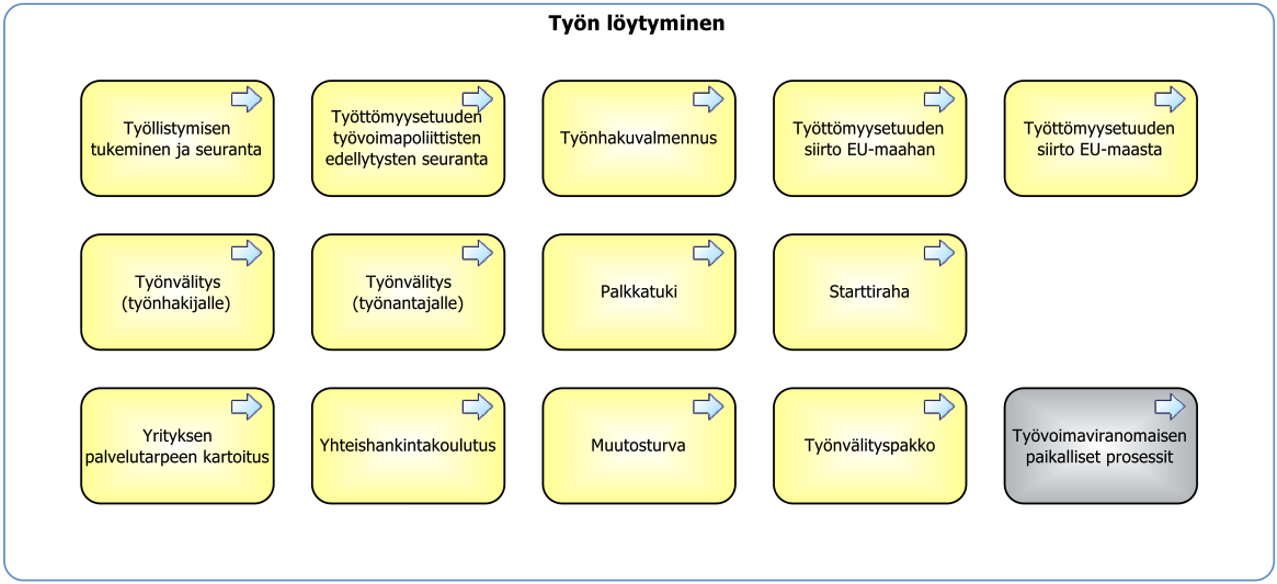 Työn löytyminen
Työllistymisen
tukeminen ja seuranta
Työttömyysetuuden
työvoimapoliittisten
edellytysten seuranta
Työnhakuvalmennus
Työttömyysetuuden
siirto EU-maahan
Työttömyysetuuden
siirto EU-maasta
Työnvälitys
(työnhakijalle)
Työnvälitys
(työnantajalle)
Palkkatuki
Starttiraha
Yrityksen
palvelutarpeen kartoitus
Yhteishankintakoulutus
Muutosturva
Työnvälityspakko
Työvoimaviranomaisen
paikalliset prosessit